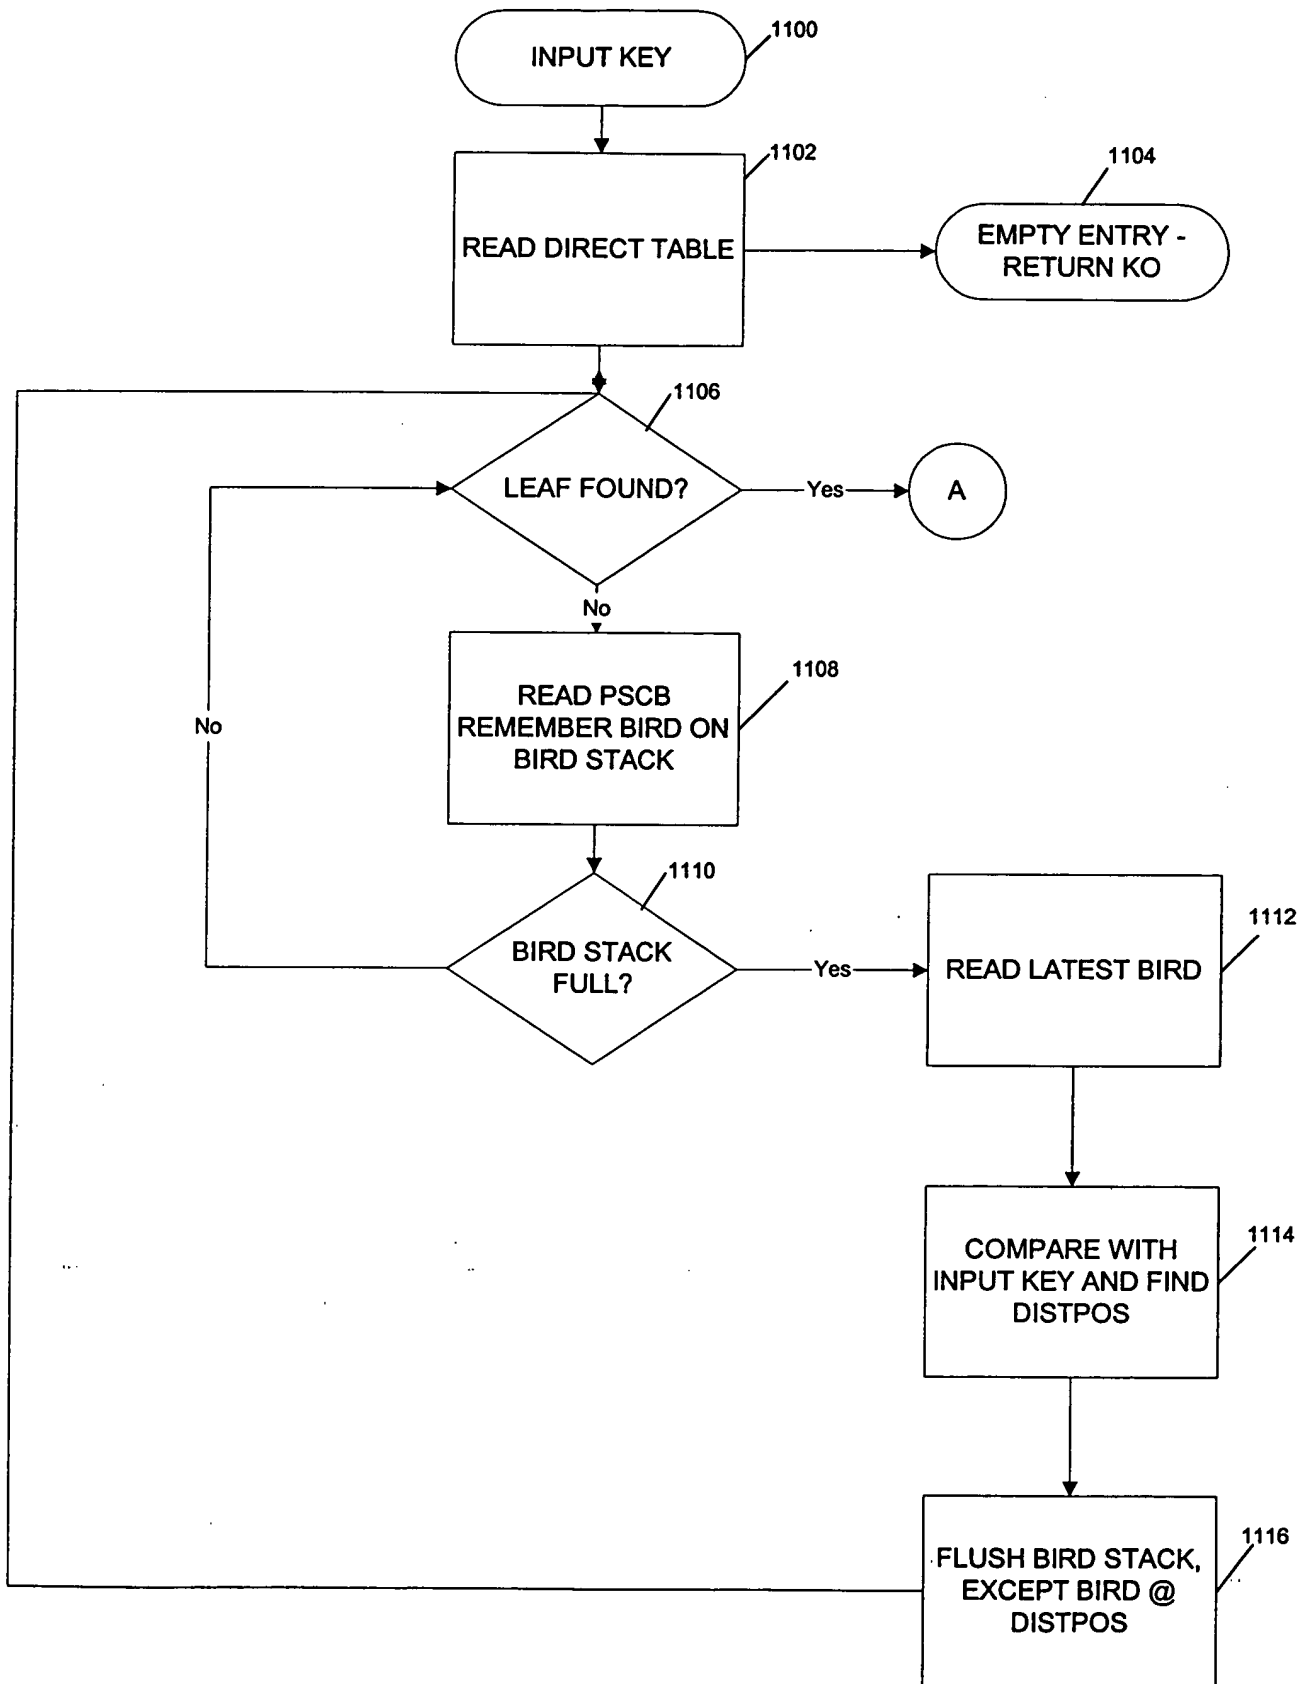 1100
INPUT KEY
1102
READ DIRECT TABLE
1104
EMPTY ENTRY -
RETURN KO
1106
LEAF FOUND?
Yes
A
No
1108
READ PSCB
REMEMBER BIRD ON
BIRD STACK
No
1110
BIRD STACK
FULL?
Yes
1112
READ LATEST BIRD
1114
COMPARE WITH
INPUT KEY AND FIND
DISTPOS
1116
FLUSH BIRD STACK,
EXCEPT BIRD @
DISTPOS